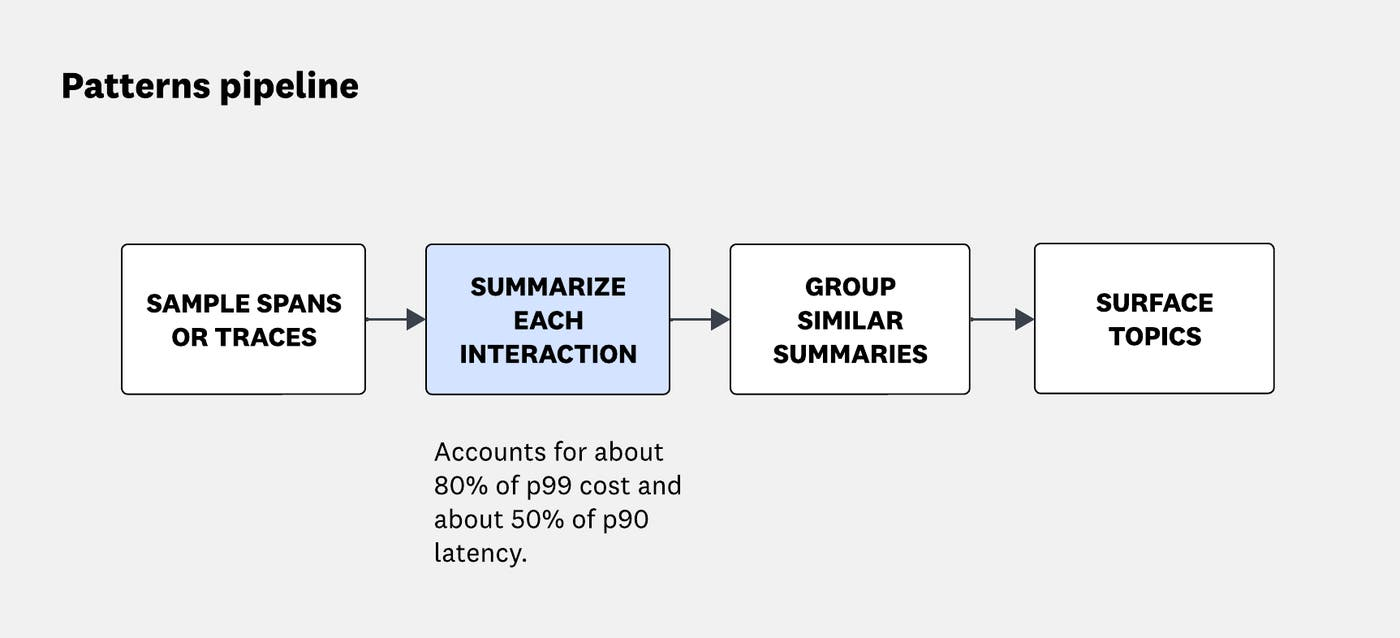 Patterns pipeline
SAMPLE SPANS
OR TRACES
SUMMARIZE
EACH
INTERACTION
GROUP
SIMILAR
SUMMARIES
SURFACE
TOPICS
Accounts for about
80% of p99 cost and
about 50% of p90
latency.